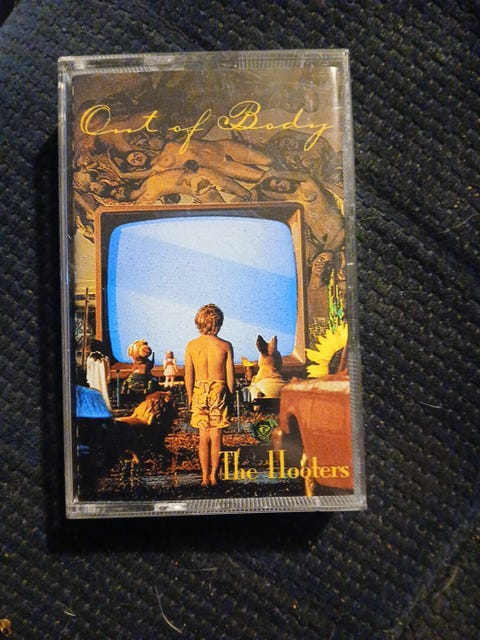 Out of Body
The Hooters